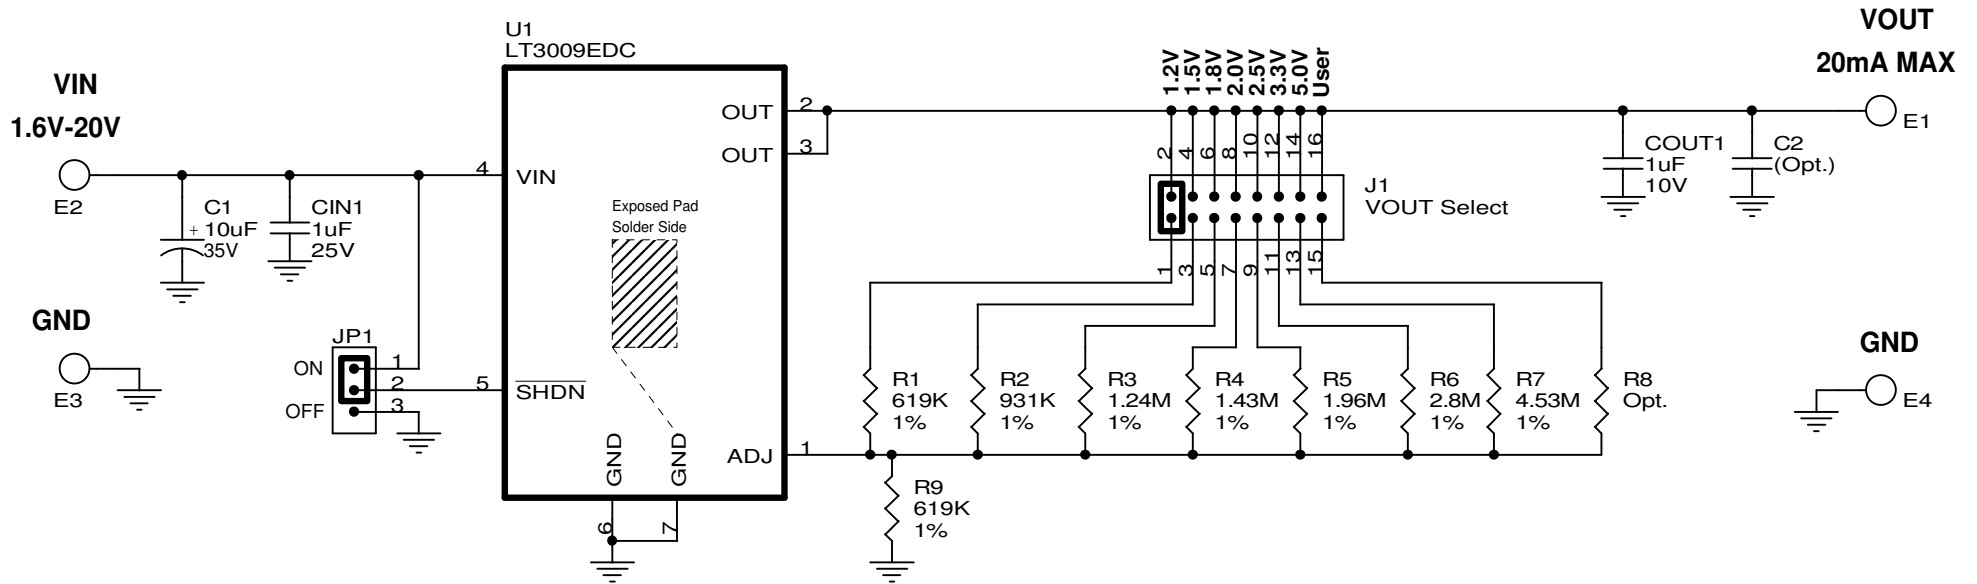 U1
LT3009EDC
VIN
1.6V-20V
E2
C1
+ 10uF
35V
CIN1
1uF
25V
GND
E3
JP1
ON
OFF
1
2
3
4
VIN
5
SHDN
Exposed Pad
Solder Side
GND
GND
6
7
OUT
2
OUT
3
ADJ
1
1.2V
1.5V
1.8V
2.0V
2.5V
3.3V
5.0V
User
2
4
6
8
10
12
14
16
J1
VOUT Select
1
3
5
7
9
11
13
15
R1
619K
1%
R2
931K
1%
R3
1.24M
1%
R4
1.43M
1%
R5
1.96M
1%
R6
2.8M
1%
R7
4.53M
1%
R8
Opt.
R9
619K
1%
COUT1
1uF
10V
C2
(Opt.)
VOUT
20mA MAX
E1
GND
E4